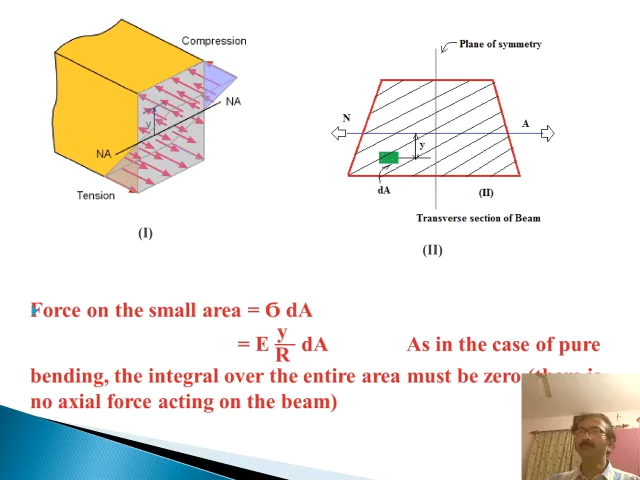 Compression
NA
y
NA
Tension
(I)
Plane of symmetry
N
A
y
dA
(II)
Transverse section of Beam
(II)
Force on the small area = Ϭ dA
= E y/R dA As in the case of pure
bending, the integral over the entire area must be zero (there is
no axial force acting on the beam)